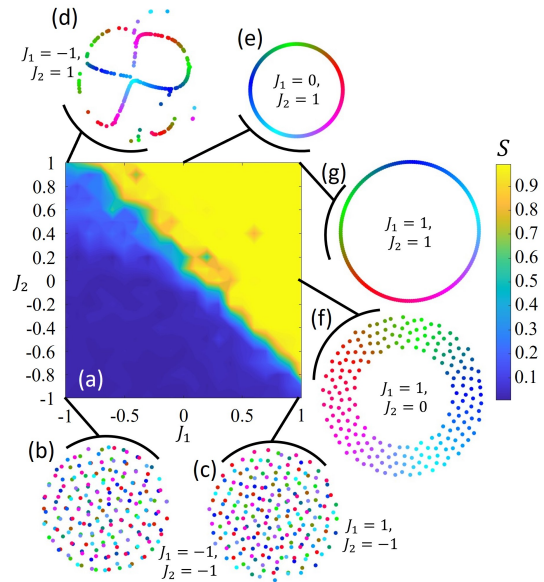 (d)
J₁ = −1,
J₂ = 1
(e)
J₁ = 0,
J₂ = 1
S
(g)
J₁ = 1,
J₂ = 1
1
0.8
0.6
0.4
0.2
0
-0.2
-0.4
-0.6
-0.8
-1
J₂
(a)
-1
-0.5
0
0.5
1
J₁
0.9
0.8
0.7
0.6
0.5
0.4
0.3
0.2
0.1
(f)
J₁ = 1,
J₂ = 0
(b)
J₁ = −1,
J₂ = −1
(c)
J₁ = 1,
J₂ = −1